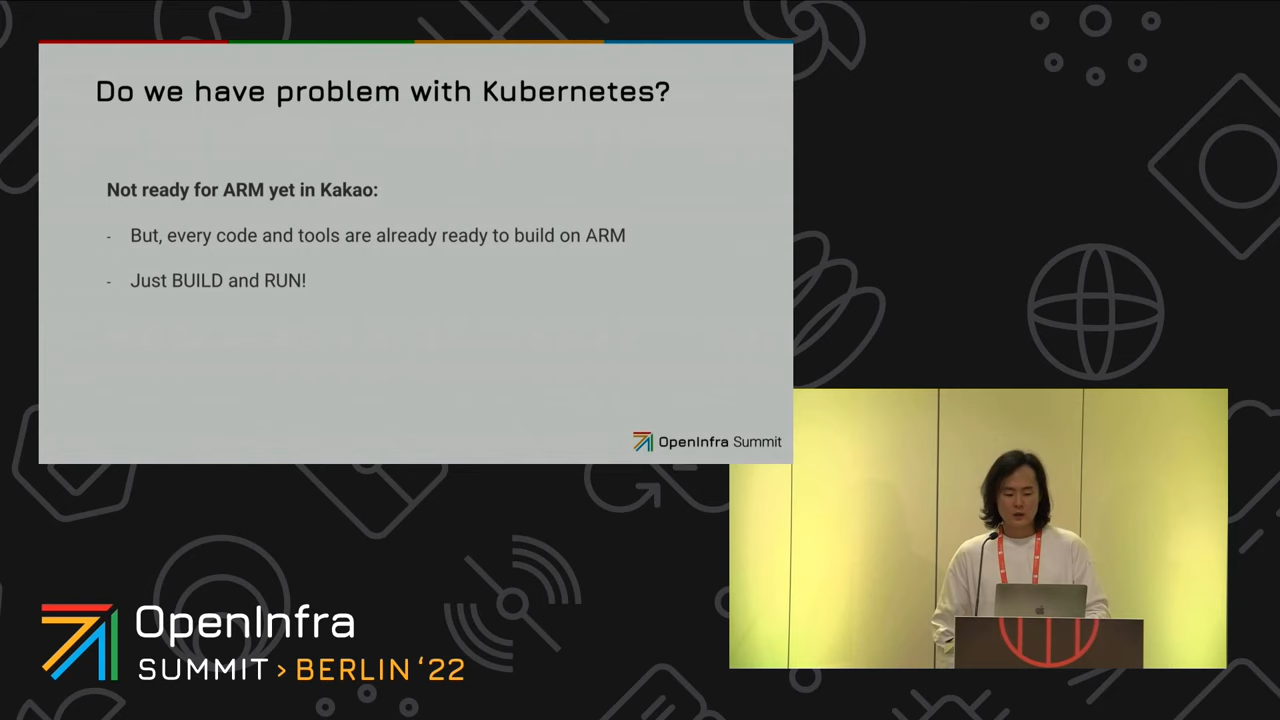 Do we have problem with Kubernetes?
Not ready for ARM yet in Kakao:
- But, every code and tools are already ready to build on ARM
- Just BUILD and RUN!
OpenInfra Summit
OpenInfra
SUMMIT > BERLIN ‘22